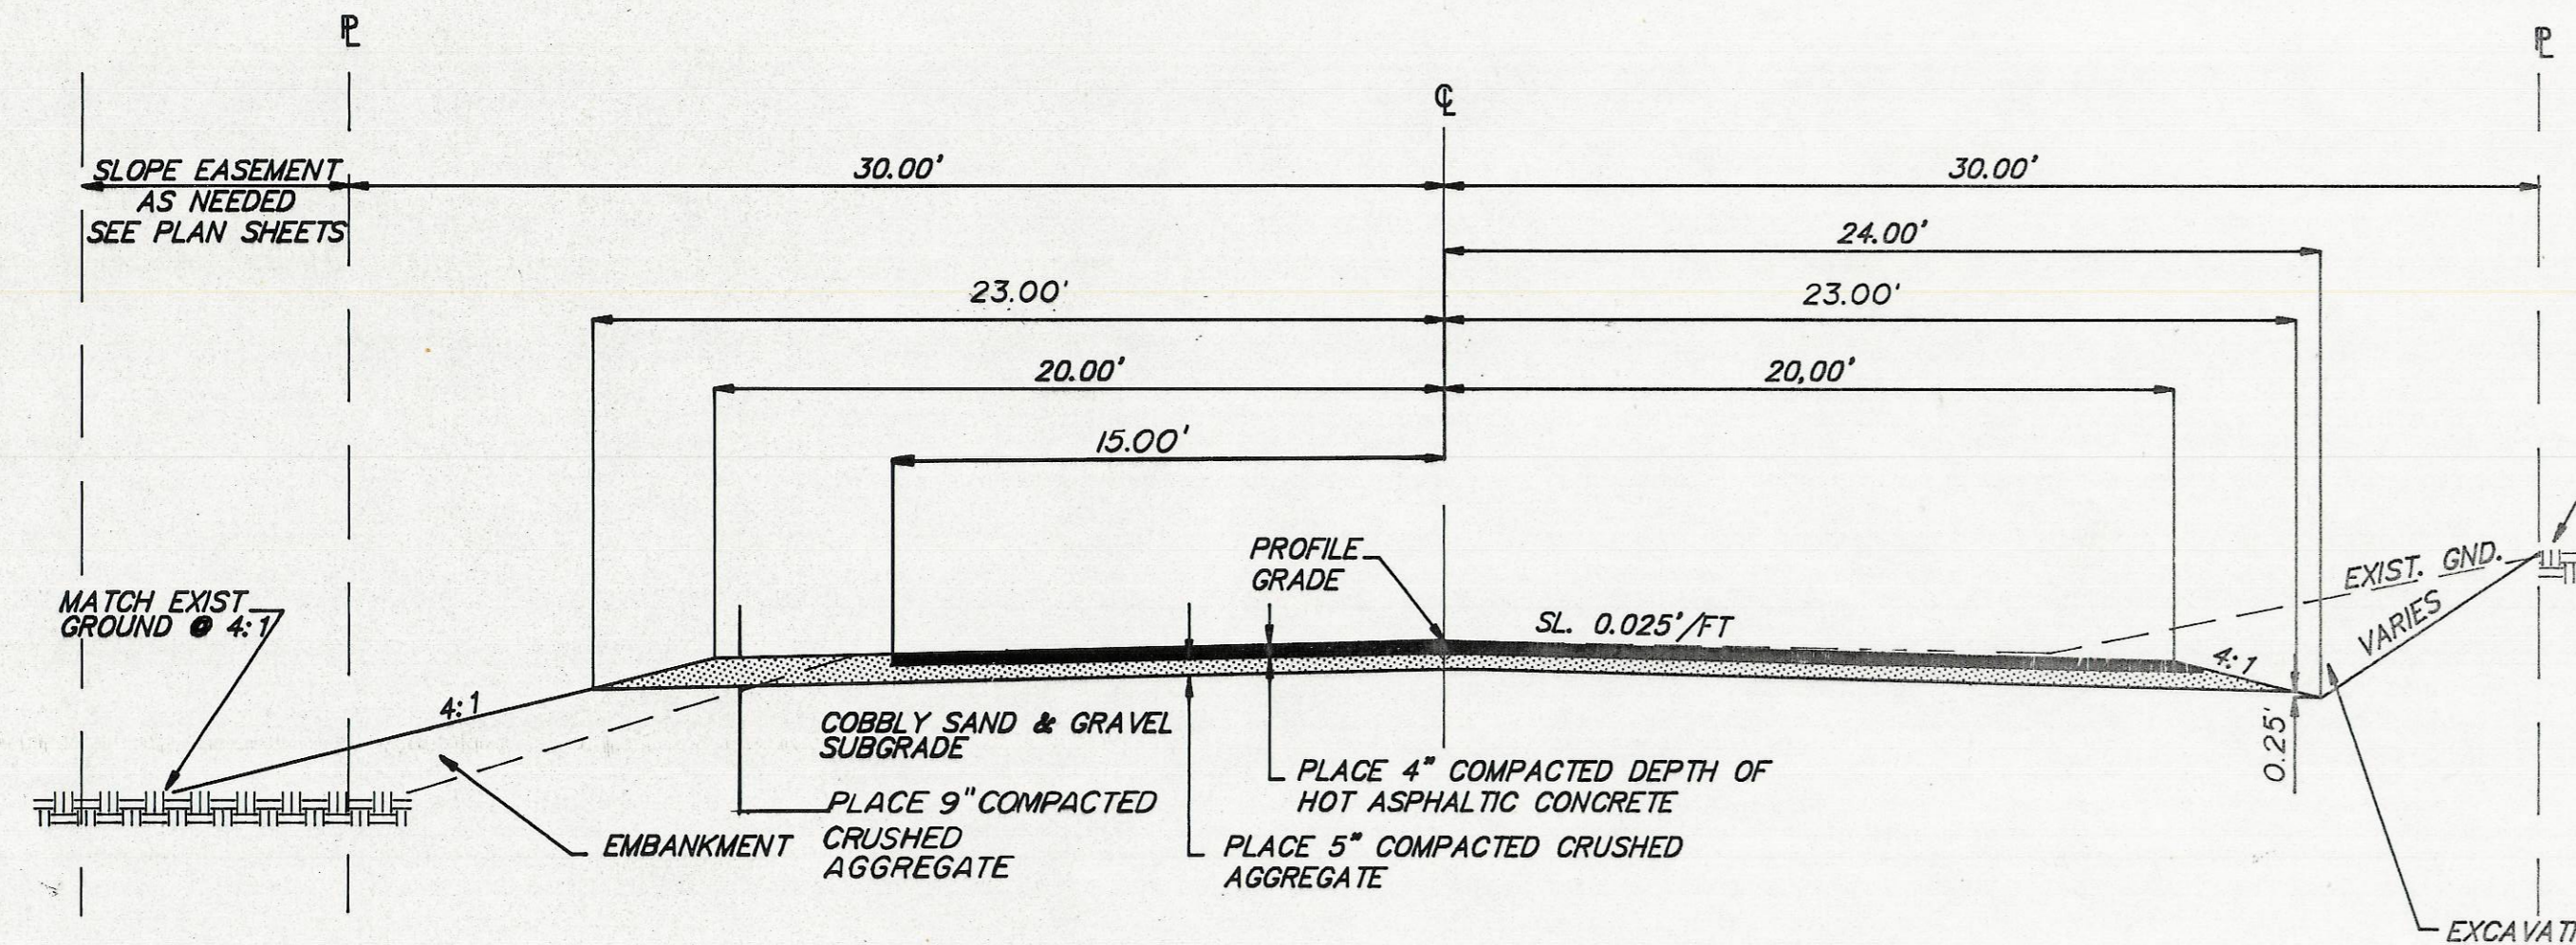 PL
PL
CL
SLOPE EASEMENT
AS NEEDED
SEE PLAN SHEETS
30.00'
30.00'
24.00'
23.00'
23.00'
20.00'
20,00'
15.00'
PROFILE
GRADE
SL. 0.025'/FT
EXIST. GND.
VARIES
4:1
0.25'
MATCH EXIST
GROUND @ 4:1
4:1
COBBLY SAND & GRAVEL
SUBGRADE
PLACE 9" COMPACTED
CRUSHED
AGGREGATE
EMBANKMENT
PLACE 4" COMPACTED DEPTH OF
HOT ASPHALTIC CONCRETE
PLACE 5" COMPACTED CRUSHED
AGGREGATE